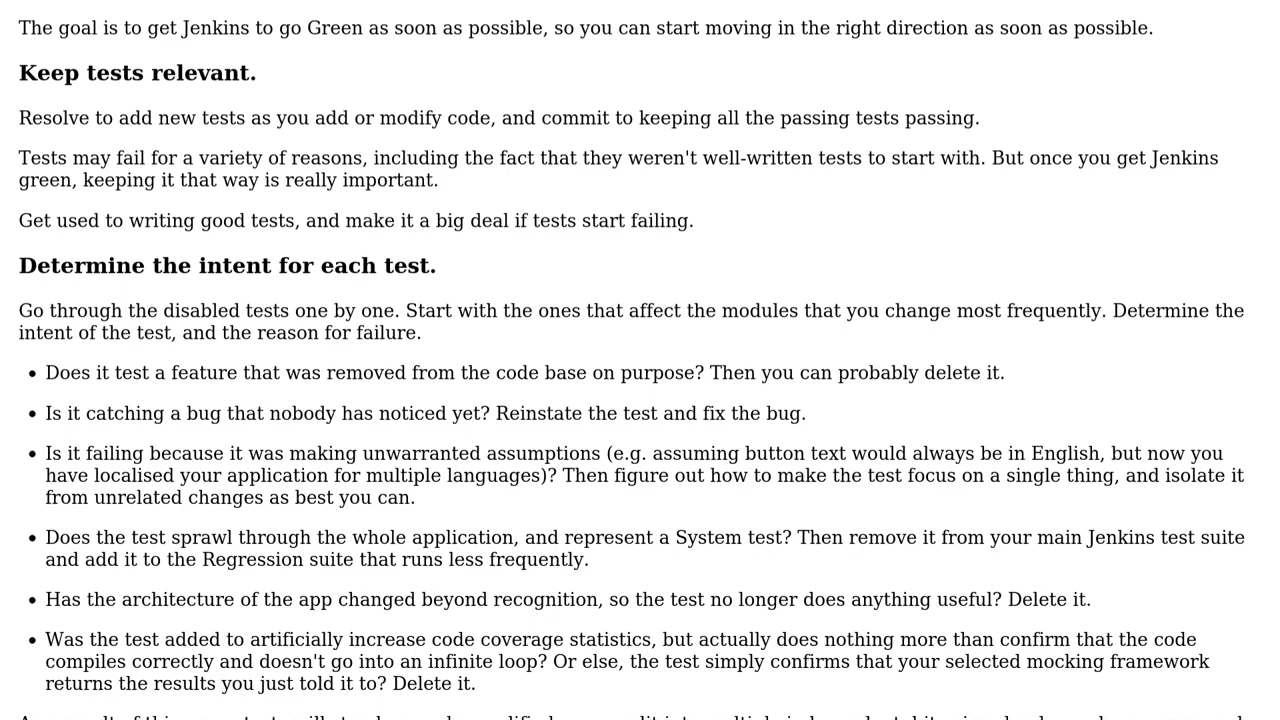 The goal is to get Jenkins to go Green as soon as possible, so you can start moving in the right direction as soon as possible.
Keep tests relevant.
Resolve to add new tests as you add or modify code, and commit to keeping all the passing tests passing.
Tests may fail for a variety of reasons, including the fact that they weren't well-written tests to start with. But once you get Jenkins
green, keeping it that way is really important.
Get used to writing good tests, and make it a big deal if tests start failing.
Determine the intent for each test.
Go through the disabled tests one by one. Start with the ones that affect the modules that you change most frequently. Determine the
intent of the test, and the reason for failure.
• Does it test a feature that was removed from the code base on purpose? Then you can probably delete it.
• Is it catching a bug that nobody has noticed yet? Reinstate the test and fix the bug.
• Is it failing because it was making unwarranted assumptions (e.g. assuming button text would always be in English, but now you
have localised your application for multiple languages)? Then figure out how to make the test focus on a single thing, and isolate it
from unrelated changes as best you can.
• Does the test sprawl through the whole application, and represent a System test? Then remove it from your main Jenkins test suite
and add it to the Regression suite that runs less frequently.
• Has the architecture of the app changed beyond recognition, so the test no longer does anything useful? Delete it.
• Was the test added to artificially increase code coverage statistics, but actually does nothing more than confirm that the code
compiles correctly and doesn't go into an infinite loop? Or else, the test simply confirms that your selected mocking framework
returns the results you just told it to? Delete it.